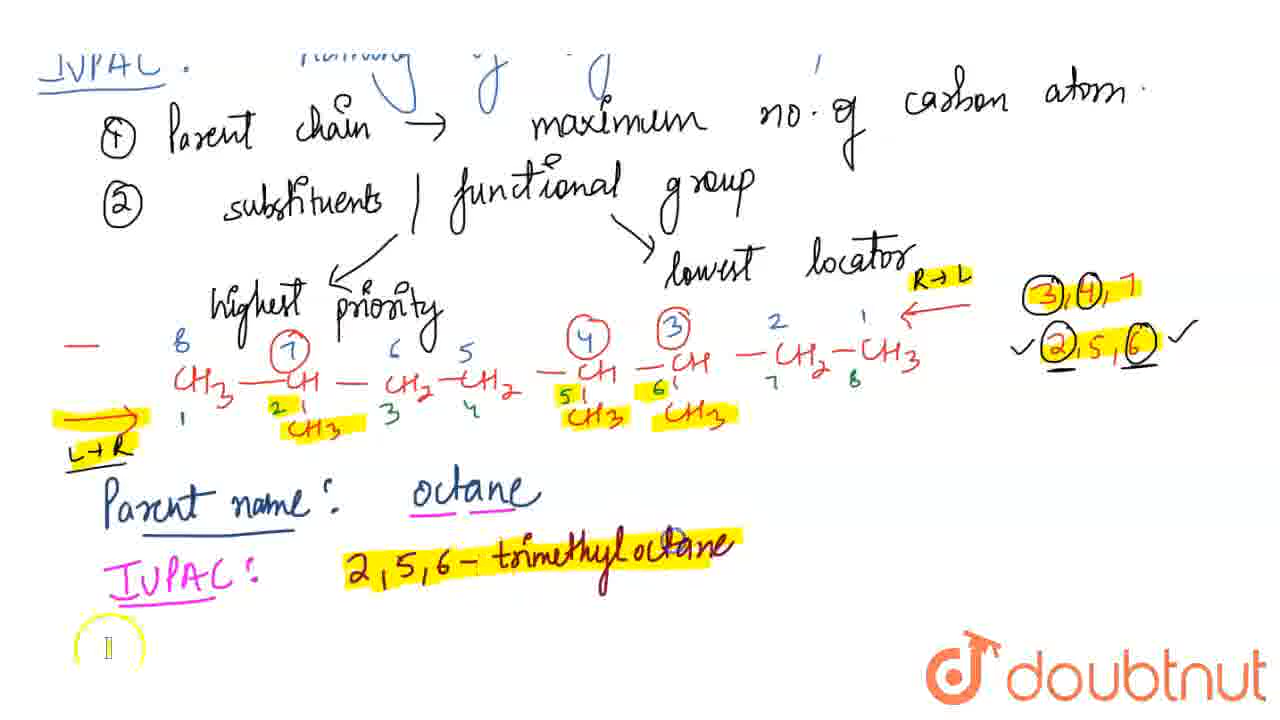 IUPAC :
① Parent chain → maximum no. of carbon atom.
② substituents / functional group
highest priority
lowest locator
R→L
3, 4, 7
✓ 2, 5, 6 ✓
8 7 6 5 4 3 2 1
— CH3 — CH — CH2 — CH2 — CH — CH — CH2 — CH3
1 2 3 4 5 6 7 8
CH3 CH3 CH3
L→R
Parent name : octane
IUPAC : 2, 5, 6 - trimethyloctane
doubtnut